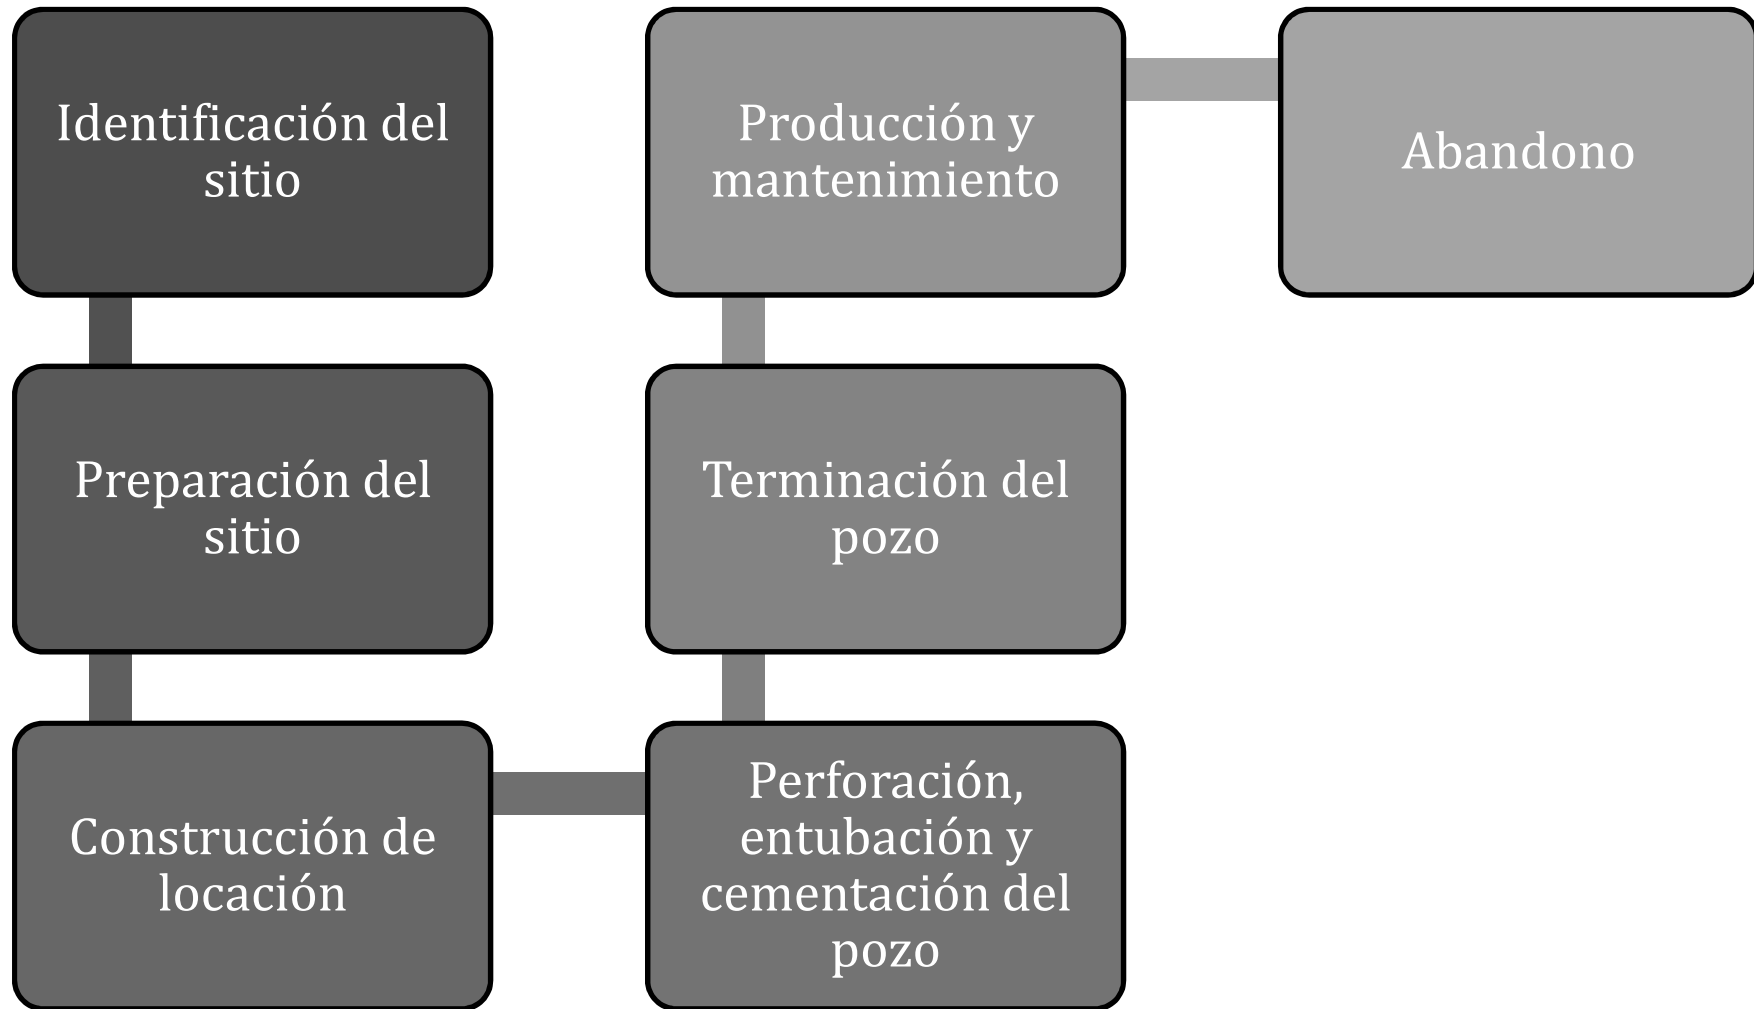 Identificación del
sitio
Preparación del
sitio
Construcción de
locación
Perforación,
entubación y
cementación del
pozo
Terminación del
pozo
Producción y
mantenimiento
Abandono